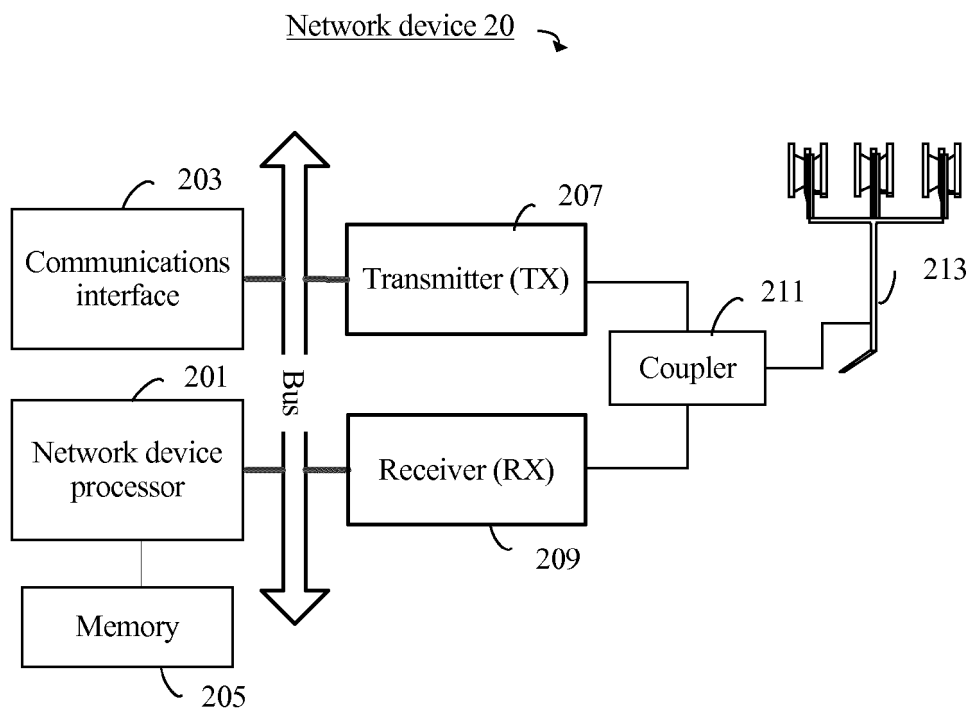 Network device 20
203
207
Communications
interface
Transmitter (TX)
213
211
Coupler
201
Bus
Network device
processor
Receiver (RX)
209
Memory
205